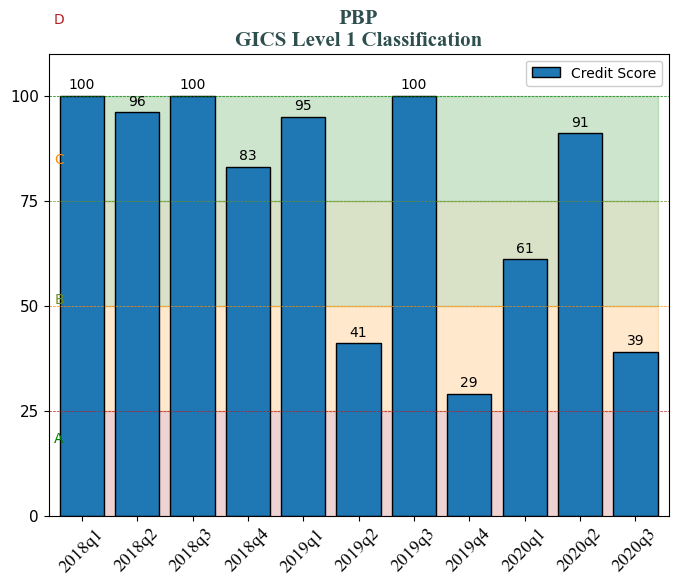 D
PBP
GICS Level 1 Classification
Credit Score
100
100
96
100
83
95
41
100
29
61
91
39
C
75
B
50
25
A
0
2018q1
2018q2
2018q3
2018q4
2019q1
2019q2
2019q3
2019q4
2020q1
2020q2
2020q3